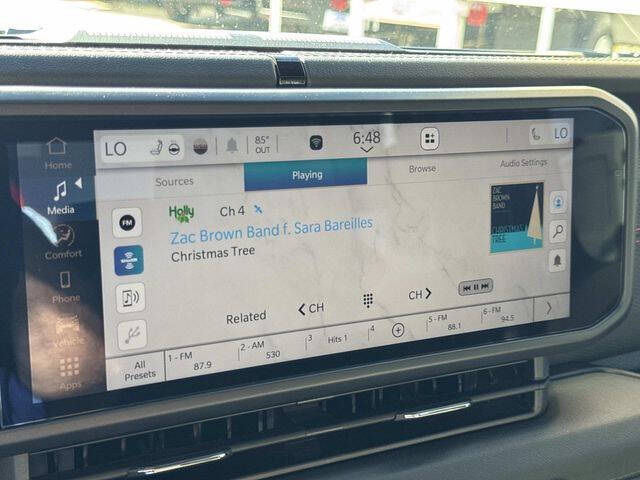 Home
LO
85°
OUT
6:48
LO
Media
Sources
Playing
Browse
Audio Settings
FM
Holly
Ch 4
ZAC
BROWN
BAND
Zac Brown Band f. Sara Bareilles
CHRISTMAS
TREE
Christmas Tree
Comfort
SiriusXM
Phone
Vehicle
Apps
Related
CH
CH
All
Presets
1 - FM
87.9
2 - AM
530
3
Hits 1
4
5 - FM
88.1
6 - FM
94.5